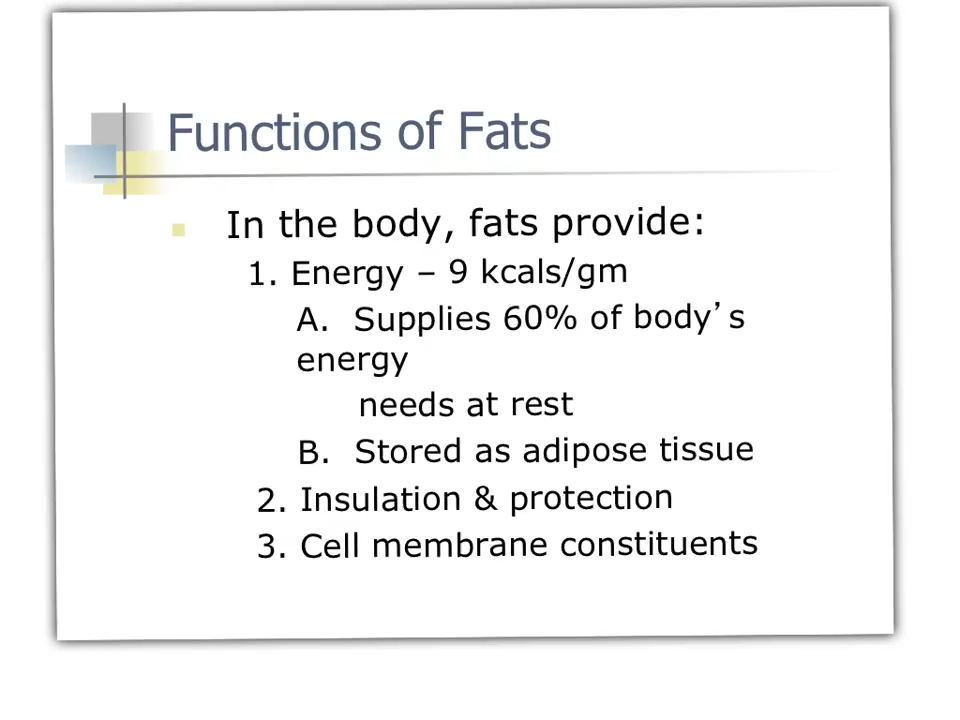 Functions of Fats
In the body, fats provide:
1. Energy – 9 kcals/gm
A. Supplies 60% of body’s
energy
needs at rest
B. Stored as adipose tissue
2. Insulation & protection
3. Cell membrane constituents